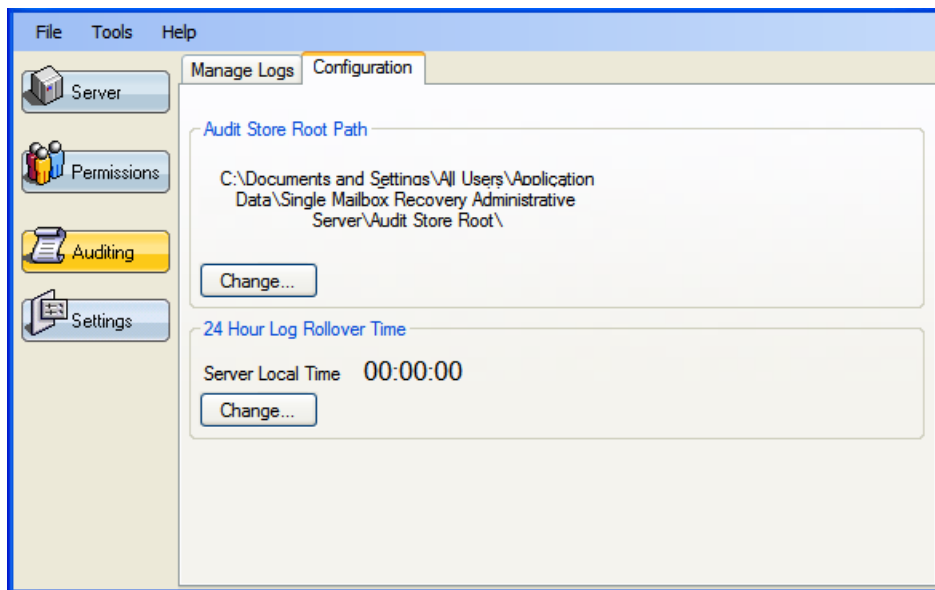 File Tools Help
Manage Logs Configuration
Server
Permissions
Auditing
Settings
Audit Store Root Path
C:\Documents and Settings\All Users\Application
Data\Single Mailbox Recovery Administrative
Server\Audit Store Root\
Change...
24 Hour Log Rollover Time
Server Local Time 00:00:00
Change...